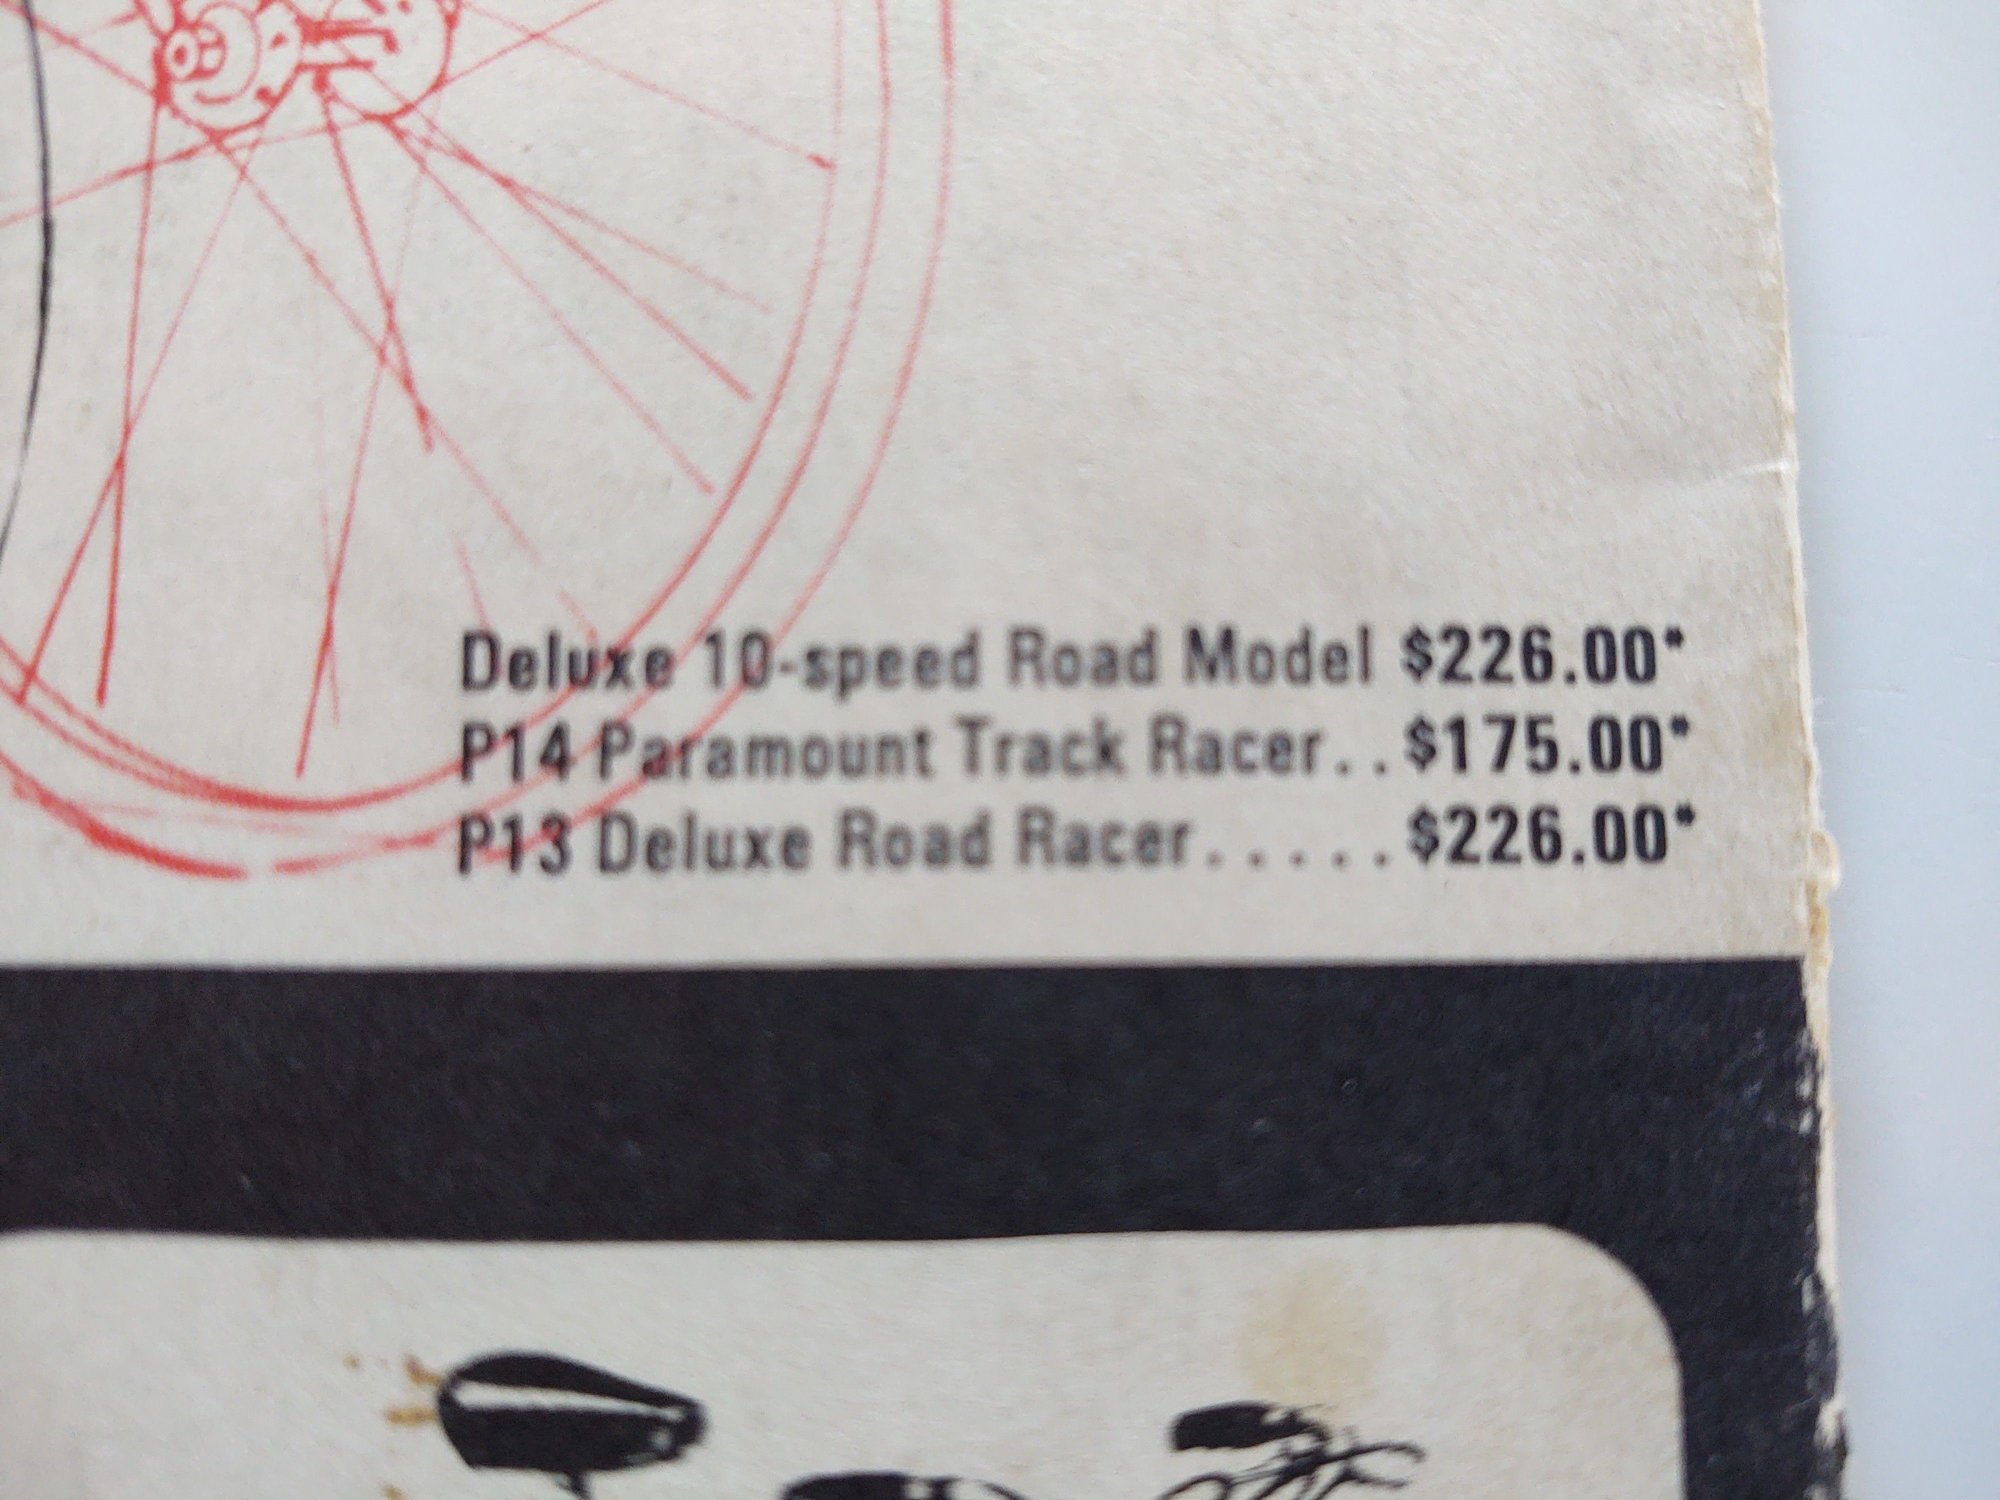 Deluxe 10-speed Road Model $226.00*
P14 Paramount Track Racer. . $175.00*
P13 Deluxe Road Racer. . . . . $226.00*